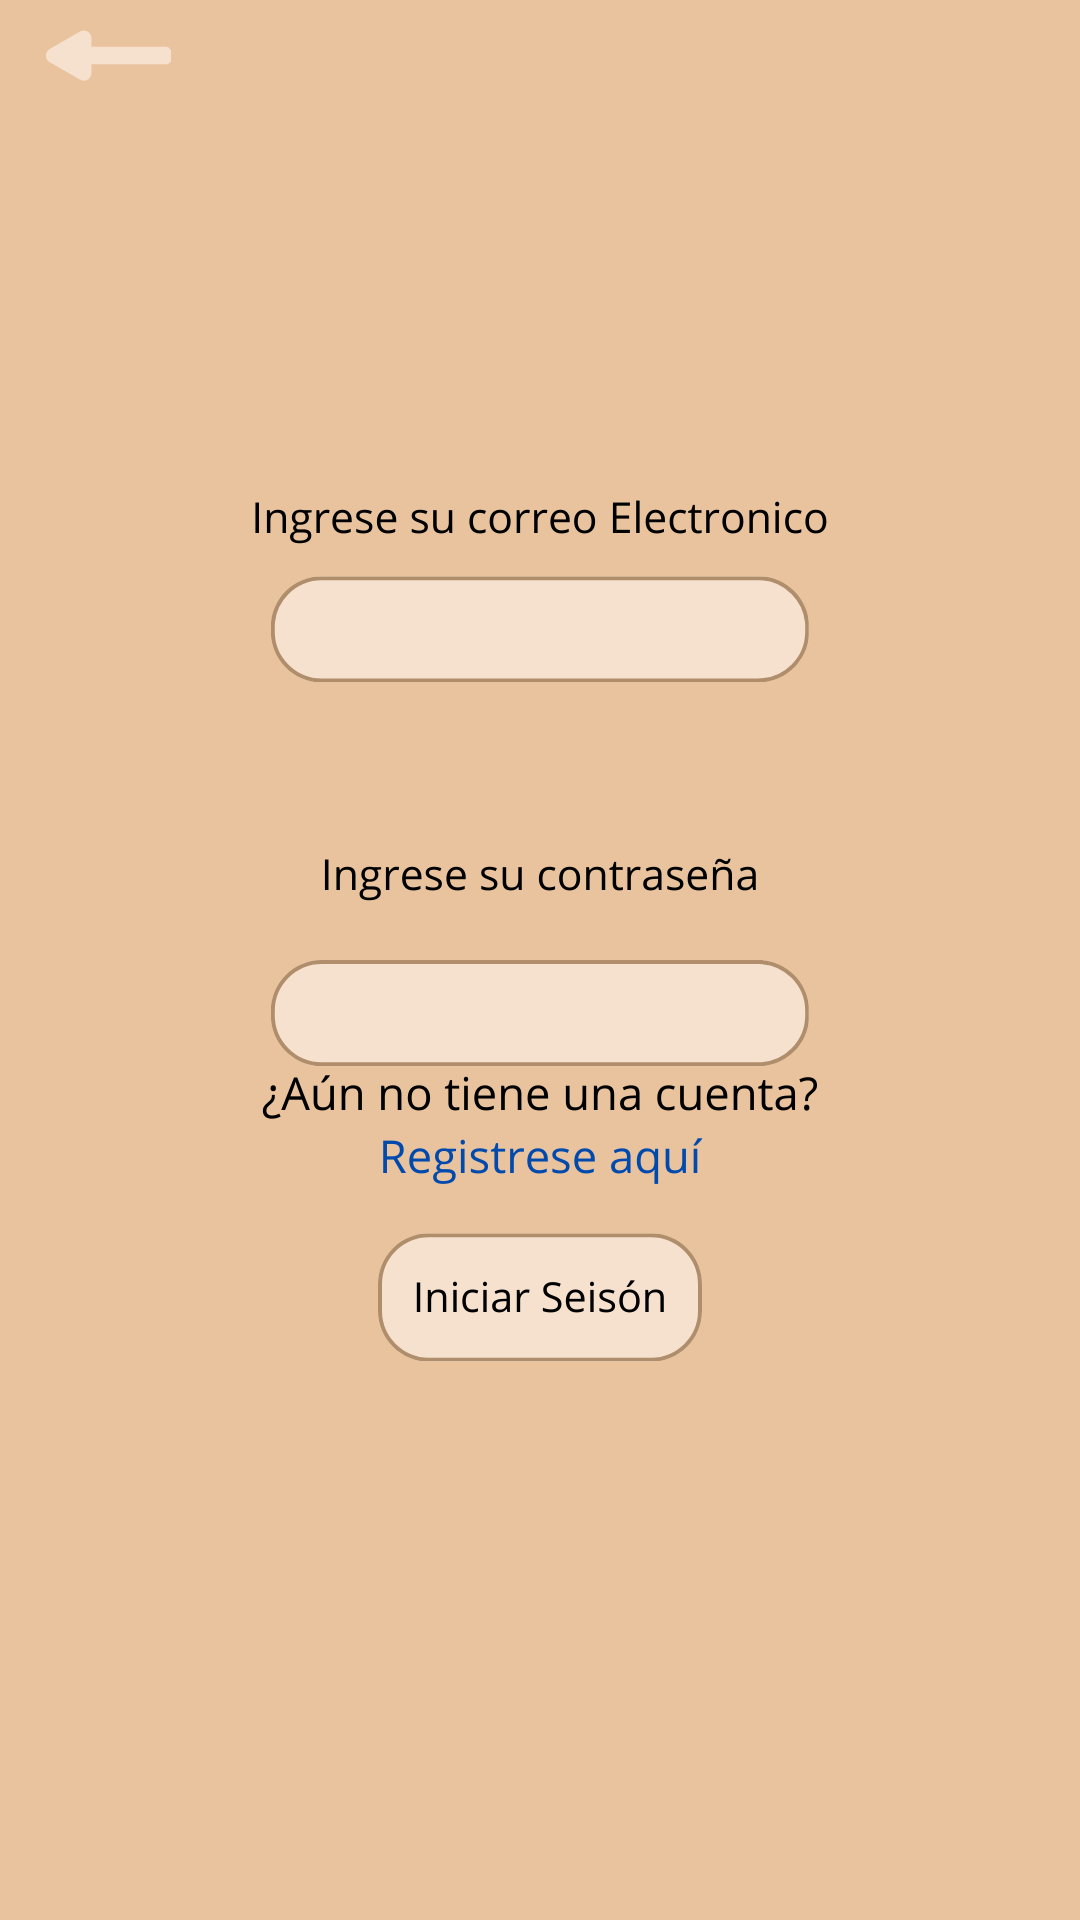 Ingrese su correo Electronico
Ingrese su contraseña
¿Aún no tiene una cuenta?
Registrese aquí
Iniciar Seisón